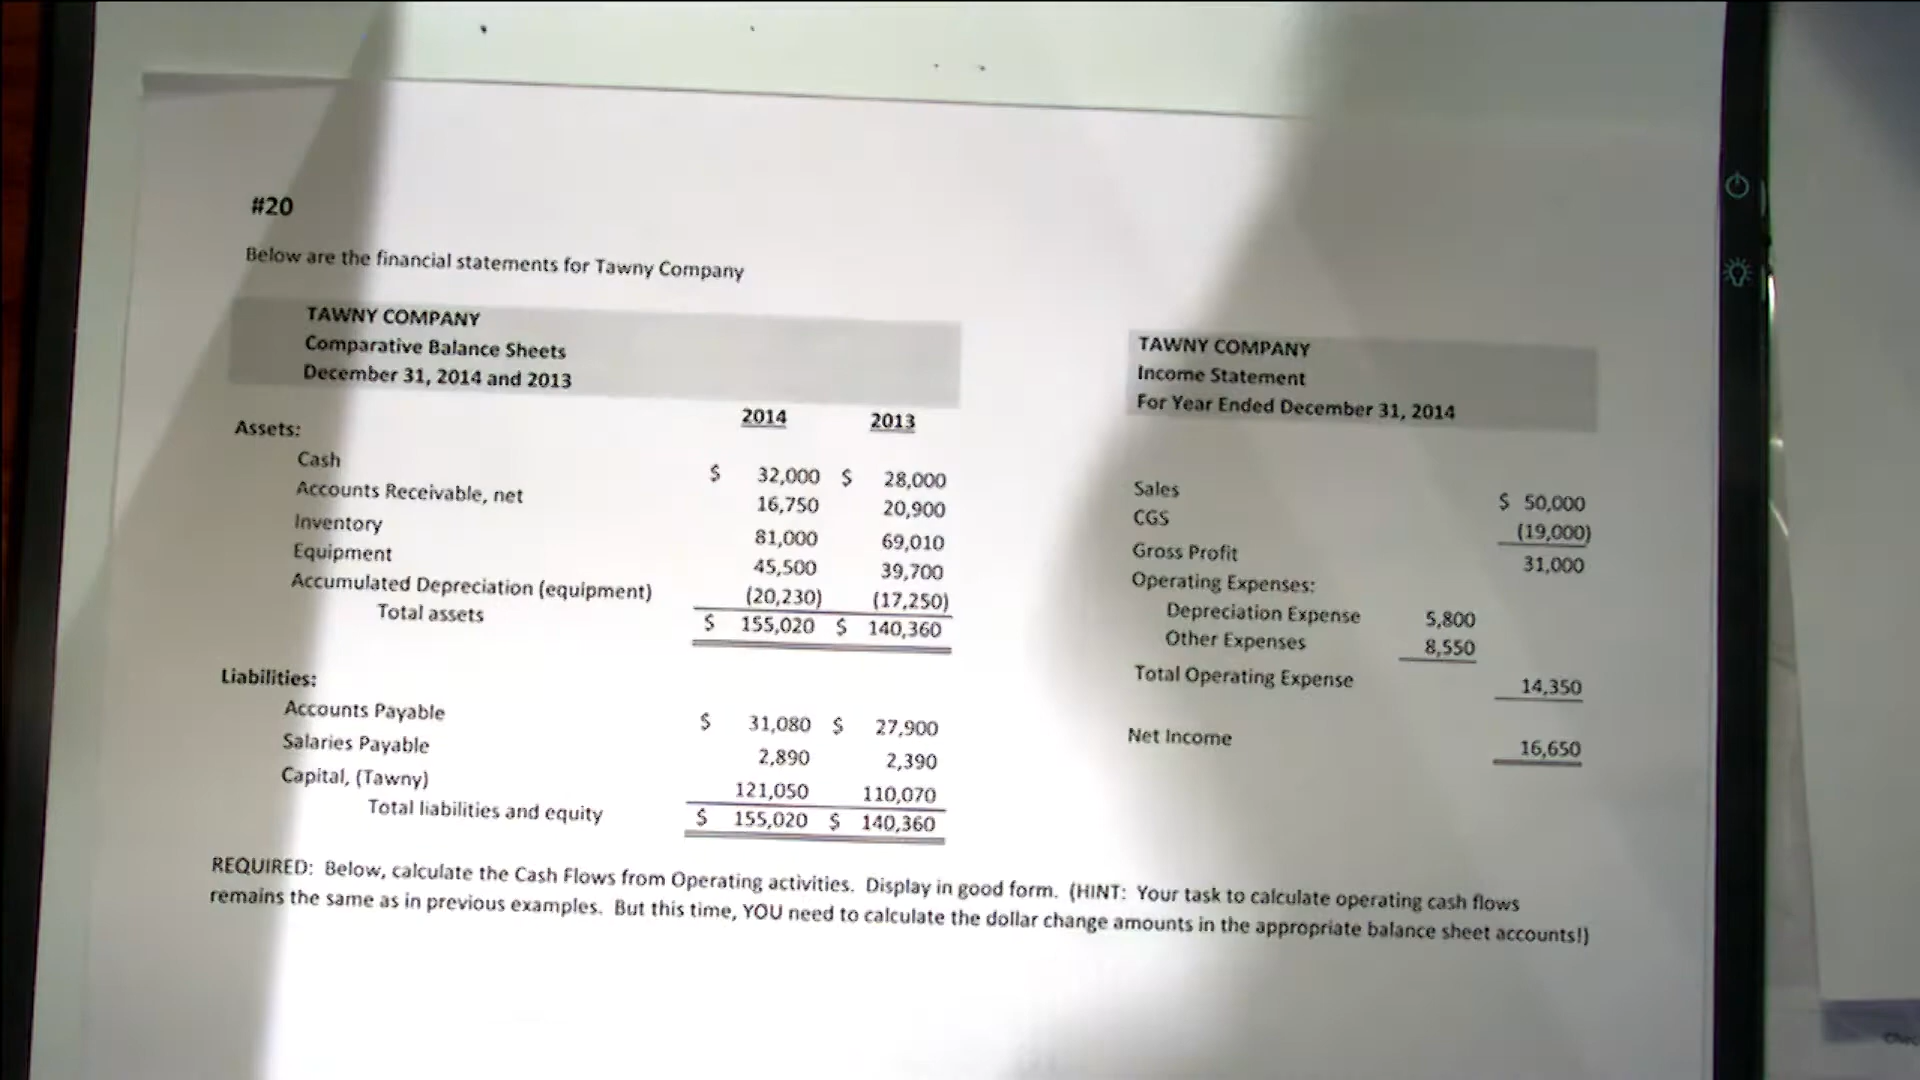 #20
Below are the financial statements for Tawny Company
TAWNY COMPANY
Comparative Balance Sheets
December 31, 2014 and 2013
2014 2013
Assets:
Cash $ 32,000 $ 28,000
Accounts Receivable, net 16,750 20,900
Inventory 81,000 69,010
Equipment 45,500 39,700
Accumulated Depreciation (equipment) (20,230) (17,250)
Total assets $ 155,020 $ 140,360
Liabilities:
Accounts Payable $ 31,080 $ 27,900
Salaries Payable 2,890 2,390
Capital, (Tawny) 121,050 110,070
Total liabilities and equity $ 155,020 $ 140,360
TAWNY COMPANY
Income Statement
For Year Ended December 31, 2014
Sales $ 50,000
CGS (19,000)
Gross Profit 31,000
Operating Expenses:
Depreciation Expense 5,800
Other Expenses 8,550
Total Operating Expense 14,350
Net Income 16,650
REQUIRED: Below, calculate the Cash Flows from Operating activities. Display in good form. (HINT: Your task to calculate operating cash flows
remains the same as in previous examples. But this time, YOU need to calculate the dollar change amounts in the appropriate balance sheet accounts!)